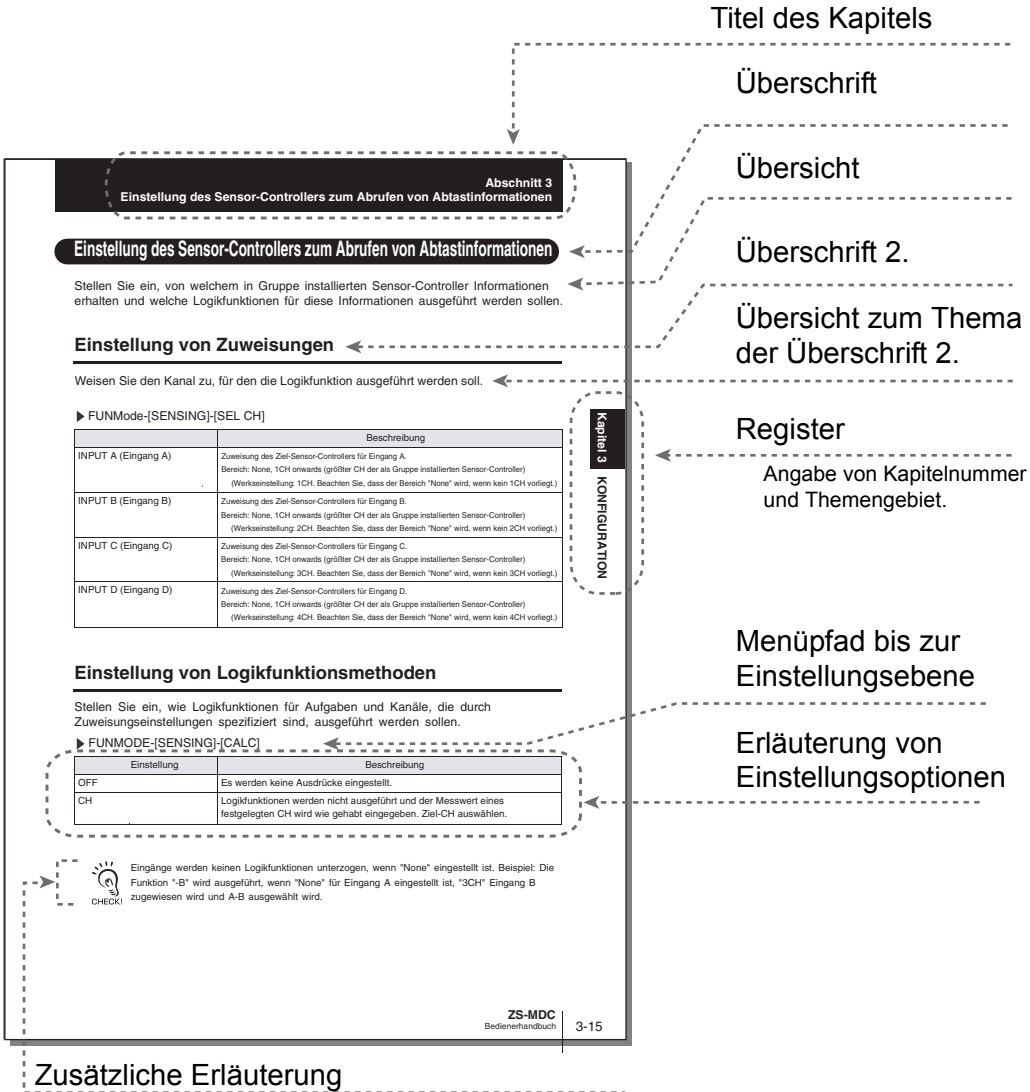 Titel des Kapitels
Überschrift
Übersicht
Überschrift 2.
Übersicht zum Thema
der Überschrift 2.
Register
Angabe von Kapitelnummer
und Themengebiet.
Menüpfad bis zur
Einstellungsebene
Erläuterung von
Einstellungsoptionen
Abschnitt 3
Einstellung des Sensor-Controllers zum Abrufen von Abtastinformationen
Einstellung des Sensor-Controllers zum Abrufen von Abtastinformationen
Stellen Sie ein, von welchem in Gruppe installierten Sensor-Controller Informationen
erhalten und welche Logikfunktionen für diese Informationen ausgeführt werden sollen.
Einstellung von Zuweisungen
Weisen Sie den Kanal zu, für den die Logikfunktion ausgeführt werden soll.
FUNMode-[SENSING]-[SEL CH]
Beschreibung
INPUT A (Eingang A)
Zuweisung des Ziel-Sensor-Controllers für Eingang A.
Bereich: None, 1CH onwards (größter CH der als Gruppe installierten Sensor-Controller)
(Werkseinstellung: 1CH. Beachten Sie, dass der Bereich "None" wird, wenn kein 1CH vorliegt.)
INPUT B (Eingang B)
Zuweisung des Ziel-Sensor-Controllers für Eingang B.
Bereich: None, 1CH onwards (größter CH der als Gruppe installierten Sensor-Controller)
(Werkseinstellung: 2CH. Beachten Sie, dass der Bereich "None" wird, wenn kein 2CH vorliegt.)
INPUT C (Eingang C)
Zuweisung des Ziel-Sensor-Controllers für Eingang C.
Bereich: None, 1CH onwards (größter CH der als Gruppe installierten Sensor-Controller)
(Werkseinstellung: 3CH. Beachten Sie, dass der Bereich "None" wird, wenn kein 3CH vorliegt.)
INPUT D (Eingang D)
Zuweisung des Ziel-Sensor-Controllers für Eingang D.
Bereich: None, 1CH onwards (größter CH der als Gruppe installierten Sensor-Controller)
(Werkseinstellung: 4CH. Beachten Sie, dass der Bereich "None" wird, wenn kein 4CH vorliegt.)
Kapitel 3 KONFIGURATION
Einstellung von Logikfunktionsmethoden
Stellen Sie ein, wie Logikfunktionen für Aufgaben und Kanäle, die durch
Zuweisungseinstellungen spezifiziert sind, ausgeführt werden sollen.
FUNMODE-[SENSING]-[CALC]
Einstellung Beschreibung
OFF Es werden keine Ausdrücke eingestellt.
CH Logikfunktionen werden nicht ausgeführt und der Messwert eines
festgelegten CH wird wie gehabt eingegeben. Ziel-CH auswählen.
CHECK!
Eingänge werden keinen Logikfunktionen unterzogen, wenn "None" eingestellt ist. Beispiel: Die
Funktion "-B" wird ausgeführt, wenn "None" für Eingang A eingestellt ist, "3CH" Eingang B
zugewiesen wird und A-B ausgewählt wird.
ZS-MDC
Bedienerhandbuch
3-15
Zusätzliche Erläuterung